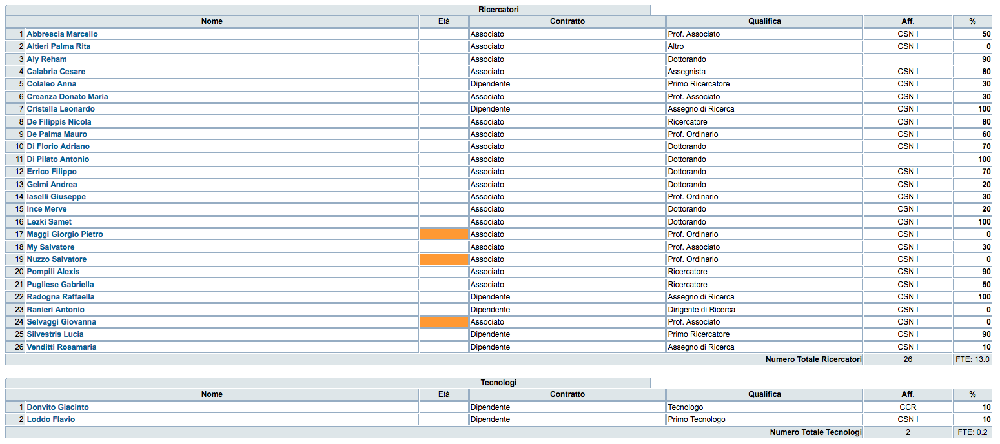 Ricercatori
Nome Età Contratto Qualifica Aff. %
1 Abbrescia Marcello Associato Prof. Associato CSN I 50
2 Altieri Palma Rita Associato Altro CSN I 0
3 Aly Reham Associato Dottorando 90
4 Calabria Cesare Associato Assegnista CSN I 80
5 Colaleo Anna Dipendente Primo Ricercatore CSN I 30
6 Creanza Donato Maria Associato Prof. Associato CSN I 30
7 Cristella Leonardo Dipendente Assegno di Ricerca CSN I 100
8 De Filippis Nicola Associato Ricercatore CSN I 80
9 De Palma Mauro Associato Prof. Ordinario CSN I 60
10 Di Florio Adriano Associato Dottorando CSN I 70
11 Di Pilato Antonio Associato Dottorando 100
12 Errico Filippo Associato Dottorando CSN I 70
13 Gelmi Andrea Associato Dottorando CSN I 20
14 Iaselli Giuseppe Associato Prof. Ordinario CSN I 30
15 Ince Merve Associato Dottorando CSN I 20
16 Lezki Samet Associato Dottorando CSN I 100
17 Maggi Giorgio Pietro Associato Prof. Ordinario CSN I 0
18 My Salvatore Associato Prof. Associato CSN I 30
19 Nuzzo Salvatore Associato Prof. Ordinario CSN I 0
20 Pompili Alexis Associato Ricercatore CSN I 90
21 Pugliese Gabriella Associato Ricercatore CSN I 50
22 Radogna Raffaella Dipendente Assegno di Ricerca CSN I 100
23 Ranieri Antonio Dipendente Dirigente di Ricerca CSN I 0
24 Selvaggi Giovanna Associato Prof. Associato CSN I 0
25 Silvestris Lucia Dipendente Primo Ricercatore CSN I 90
26 Venditti Rosamaria Dipendente Assegno di Ricerca CSN I 10
Numero Totale Ricercatori 26 FTE: 13.0
Tecnologi
Nome Età Contratto Qualifica Aff. %
1 Donvito Giacinto Dipendente Tecnologo CCR 10
2 Loddo Flavio Dipendente Primo Tecnologo CSN I 10
Numero Totale Tecnologi 2 FTE: 0.2